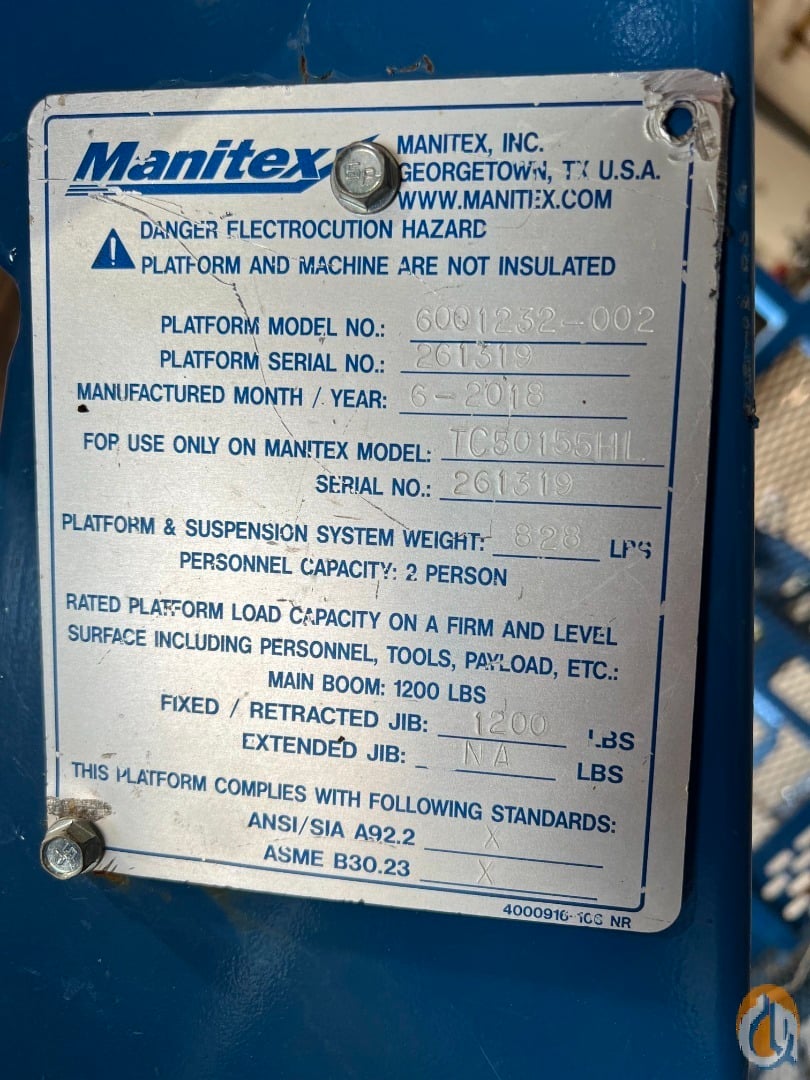 Manitex
MANITEX, INC.
GEORGETOWN, TX U.S.A.
WWW.MANITEX.COM
DANGER ELECTROCUTION HAZARD
PLATFORM AND MACHINE ARE NOT INSULATED
PLATFORM MODEL NO.: 6001232-002
PLATFORM SERIAL NO.: 261319
MANUFACTURED MONTH / YEAR: 6-2018
FOR USE ONLY ON MANITEX MODEL: TC50155HL
SERIAL NO.: 261319
PLATFORM & SUSPENSION SYSTEM WEIGHT: 828 LBS
PERSONNEL CAPACITY: 2 PERSON
RATED PLATFORM LOAD CAPACITY ON A FIRM AND LEVEL
SURFACE INCLUDING PERSONNEL, TOOLS, PAYLOAD, ETC.:
MAIN BOOM: 1200 LBS
FIXED / RETRACTED JIB: 1200 LBS
EXTENDED JIB: NA LBS
THIS PLATFORM COMPLIES WITH FOLLOWING STANDARDS:
ANSI/SIA A92.2 X
ASME B30.23 X
NR